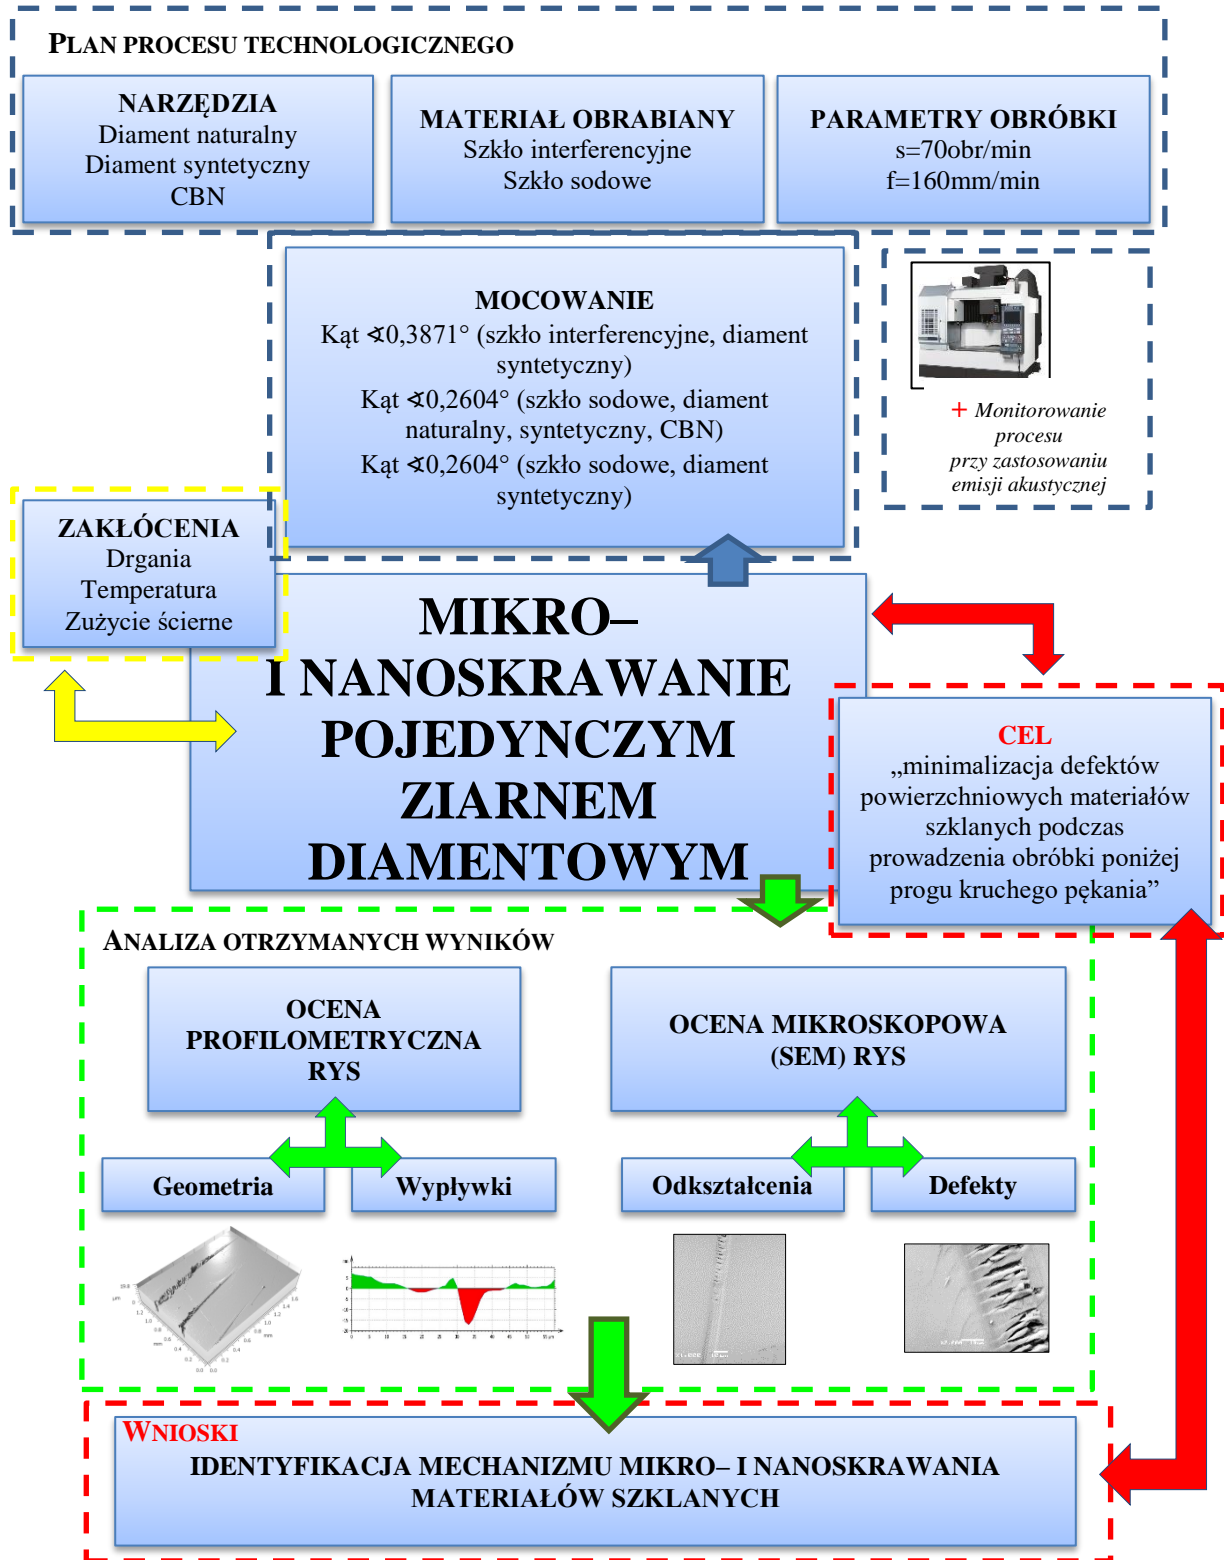 PLAN PROCESU TECHNOLOGICZNEGO
NARZĘDZIA
Diament naturalny
Diament syntetyczny
CBN
MATERIAŁ OBRABIANY
Szkło interferencyjne
Szkło sodowe
PARAMETRY OBRÓBKI
s=70obr/min
f=160mm/min
MOCOWANIE
Kąt ∢0,3871° (szkło interferencyjne, diament
syntetyczny)
Kąt ∢0,2604° (szkło sodowe, diament
naturalny, syntetyczny, CBN)
Kąt ∢0,2604° (szkło sodowe, diament
syntetyczny)
+ Monitorowanie
procesu
przy zastosowaniu
emisji akustycznej
ZAKŁÓCENIA
Drgania
Temperatura
Zużycie ścierne
MIKRO–
I NANOSKRAWANIE
POJEDYNCZYM
ZIARNEM
DIAMENTOWYM
CEL
„minimalizacja defektów
powierzchniowych materiałów
szklanych podczas
prowadzenia obróbki poniżej
progu kruchego pękania”
ANALIZA OTRZYMANYCH WYNIKÓW
OCENA
PROFILOMETRYCZNA
RYS
OCENA MIKROSKOPOWA
(SEM) RYS
Geometria
Wypływki
Odkształcenia
Defekty
WNIOSKI
IDENTYFIKACJA MECHANIZMU MIKRO– I NANOSKRAWANIA
MATERIAŁÓW SZKLANYCH